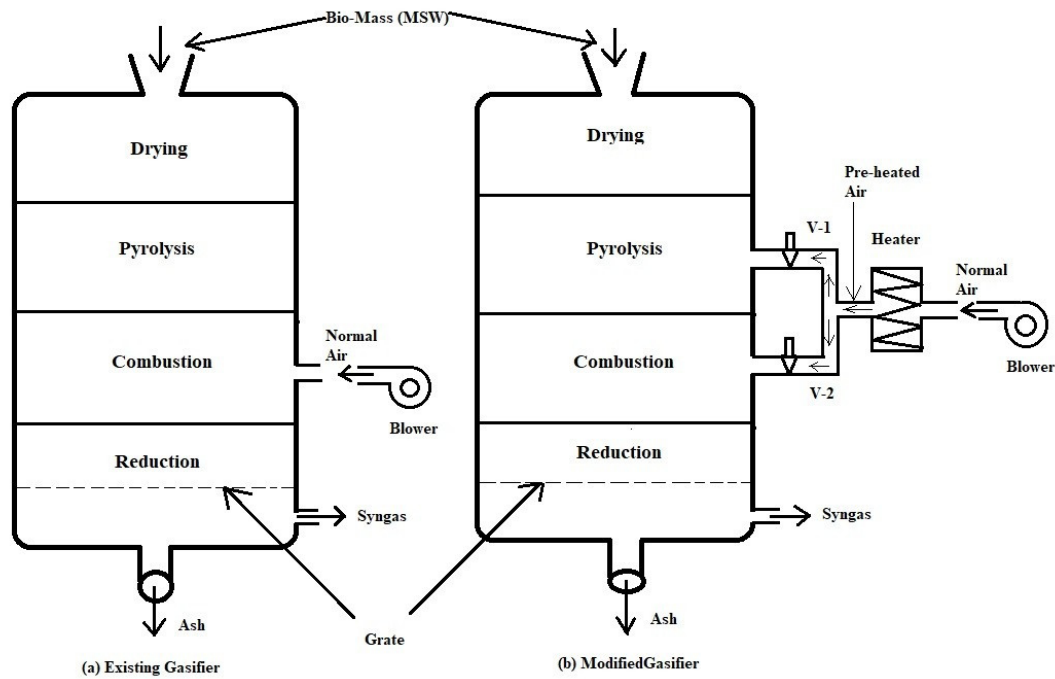 Bio-Mass (MSW)
Drying
Pyrolysis
Combustion
Reduction
Normal
Air
Blower
Syngas
Ash
Grate
(a) Existing Gasifier
Drying
Pyrolysis
Combustion
Reduction
V-1
V-2
Pre-heated
Air
Heater
Normal
Air
Blower
Syngas
Ash
(b) ModifiedGasifier